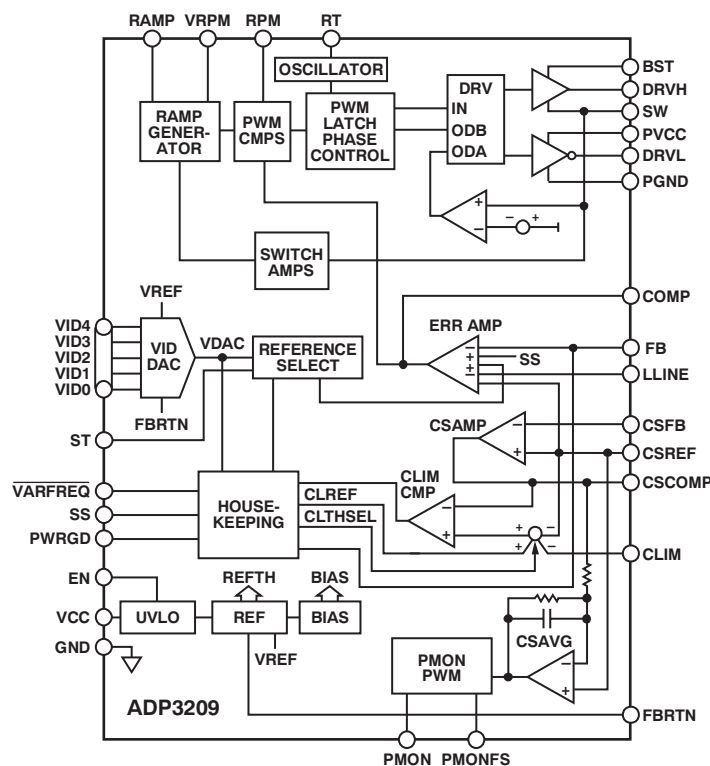 RAMP VRPM RPM RT
OSCILLATOR
RAMP
GENER-
ATOR
PWM
CMPS
PWM
LATCH
PHASE
CONTROL
DRV
IN
ODB
ODA
BST
DRVH
SW
PVCC
DRVL
PGND
+
–
– +
SWITCH
AMPS
COMP
VREF
VID4
VID3
VID2
VID1
VID0
VID
DAC
VDAC
REFERENCE
SELECT
ERR AMP
–
+
±
+
SS
FB
LLINE
FBRTN
ST
CSAMP
–
+
CSFB
CSREF
CSCOMP
VARFREQ
SS
PWRGD
HOUSE-
KEEPING
CLIM
CMP
CLREF
CLTHSEL
–
+
+ –
+ –
CLIM
EN
VCC
GND
UVLO
REFTH
REF
VREF
BIAS
BIAS
CSAVG
–
+
PMON
PWM
ADP3209
FBRTN
PMON PMONFS